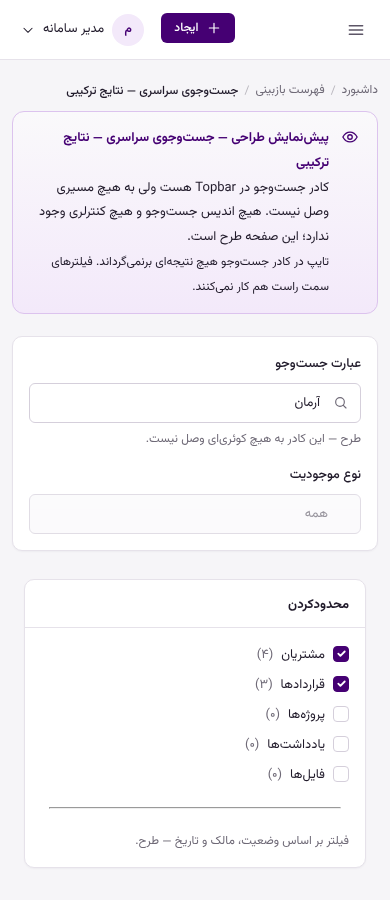 ایجاد
م
مدیر سامانه
داشبورد / فهرست بازبینی / جست‌وجوی سراسری — نتایج ترکیبی
پیش‌نمایش طراحی — جست‌وجوی سراسری — نتایج
ترکیبی
کادر جست‌وجو در Topbar هست ولی به هیچ مسیری
وصل نیست. هیچ اندیس جست‌وجو و هیچ کنترلری وجود
ندارد؛ این صفحه طرح است.
تایپ در کادر جست‌وجو هیچ نتیجه‌ای برنمی‌گرداند. فیلترهای
سمت راست هم کار نمی‌کنند.
عبارت جست‌وجو
آرمان
طرح — این کادر به هیچ کوئری‌ای وصل نیست.
نوع موجودیت
همه
محدودکردن
مشتریان (۴)
قراردادها (۳)
پروژه‌ها (۰)
یادداشت‌ها (۰)
فایل‌ها (۰)
فیلتر بر اساس وضعیت، مالک و تاریخ — طرح.